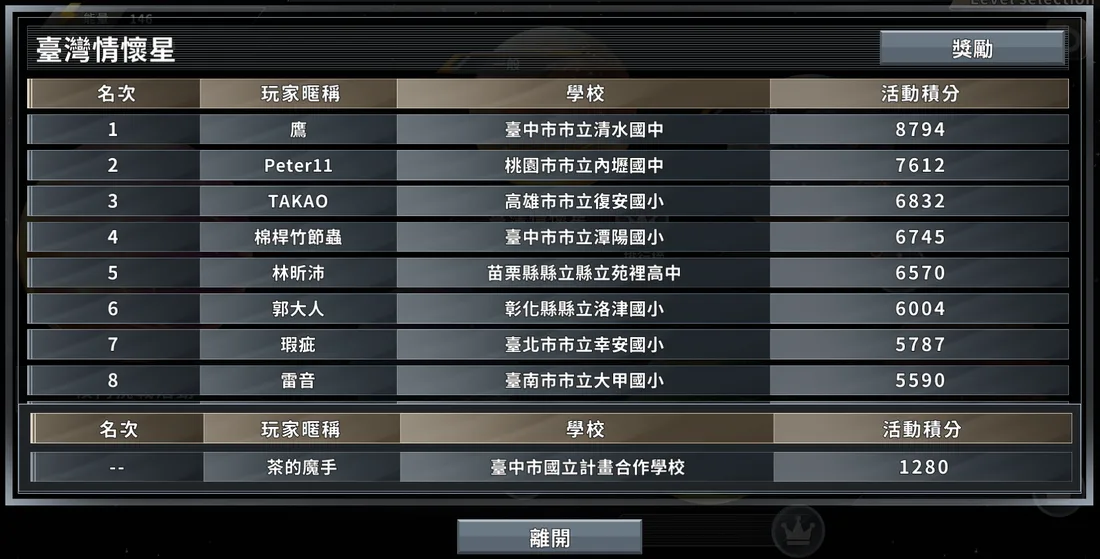 能量 146
Level Selection
臺灣情懷星
獎勵
一般
名次 玩家暱稱 學校 活動積分
1 鷹 臺中市市立清水國中 8794
2 Peter11 桃園市市立內壢國中 7612
3 TAKAO 高雄市市立復安國小 6832
4 棉桿竹節蟲 臺中市市立潭陽國小 6745
5 林昕沛 苗栗縣縣立縣立苑裡高中 6570
6 郭大人 彰化縣縣立洛津國小 6004
7 瑕疵 臺北市市立幸安國小 5787
8 雷音 臺南市市立大甲國小 5590
名次 玩家暱稱 學校 活動積分
-- 茶的魔手 臺中市國立計畫合作學校 1280
離開